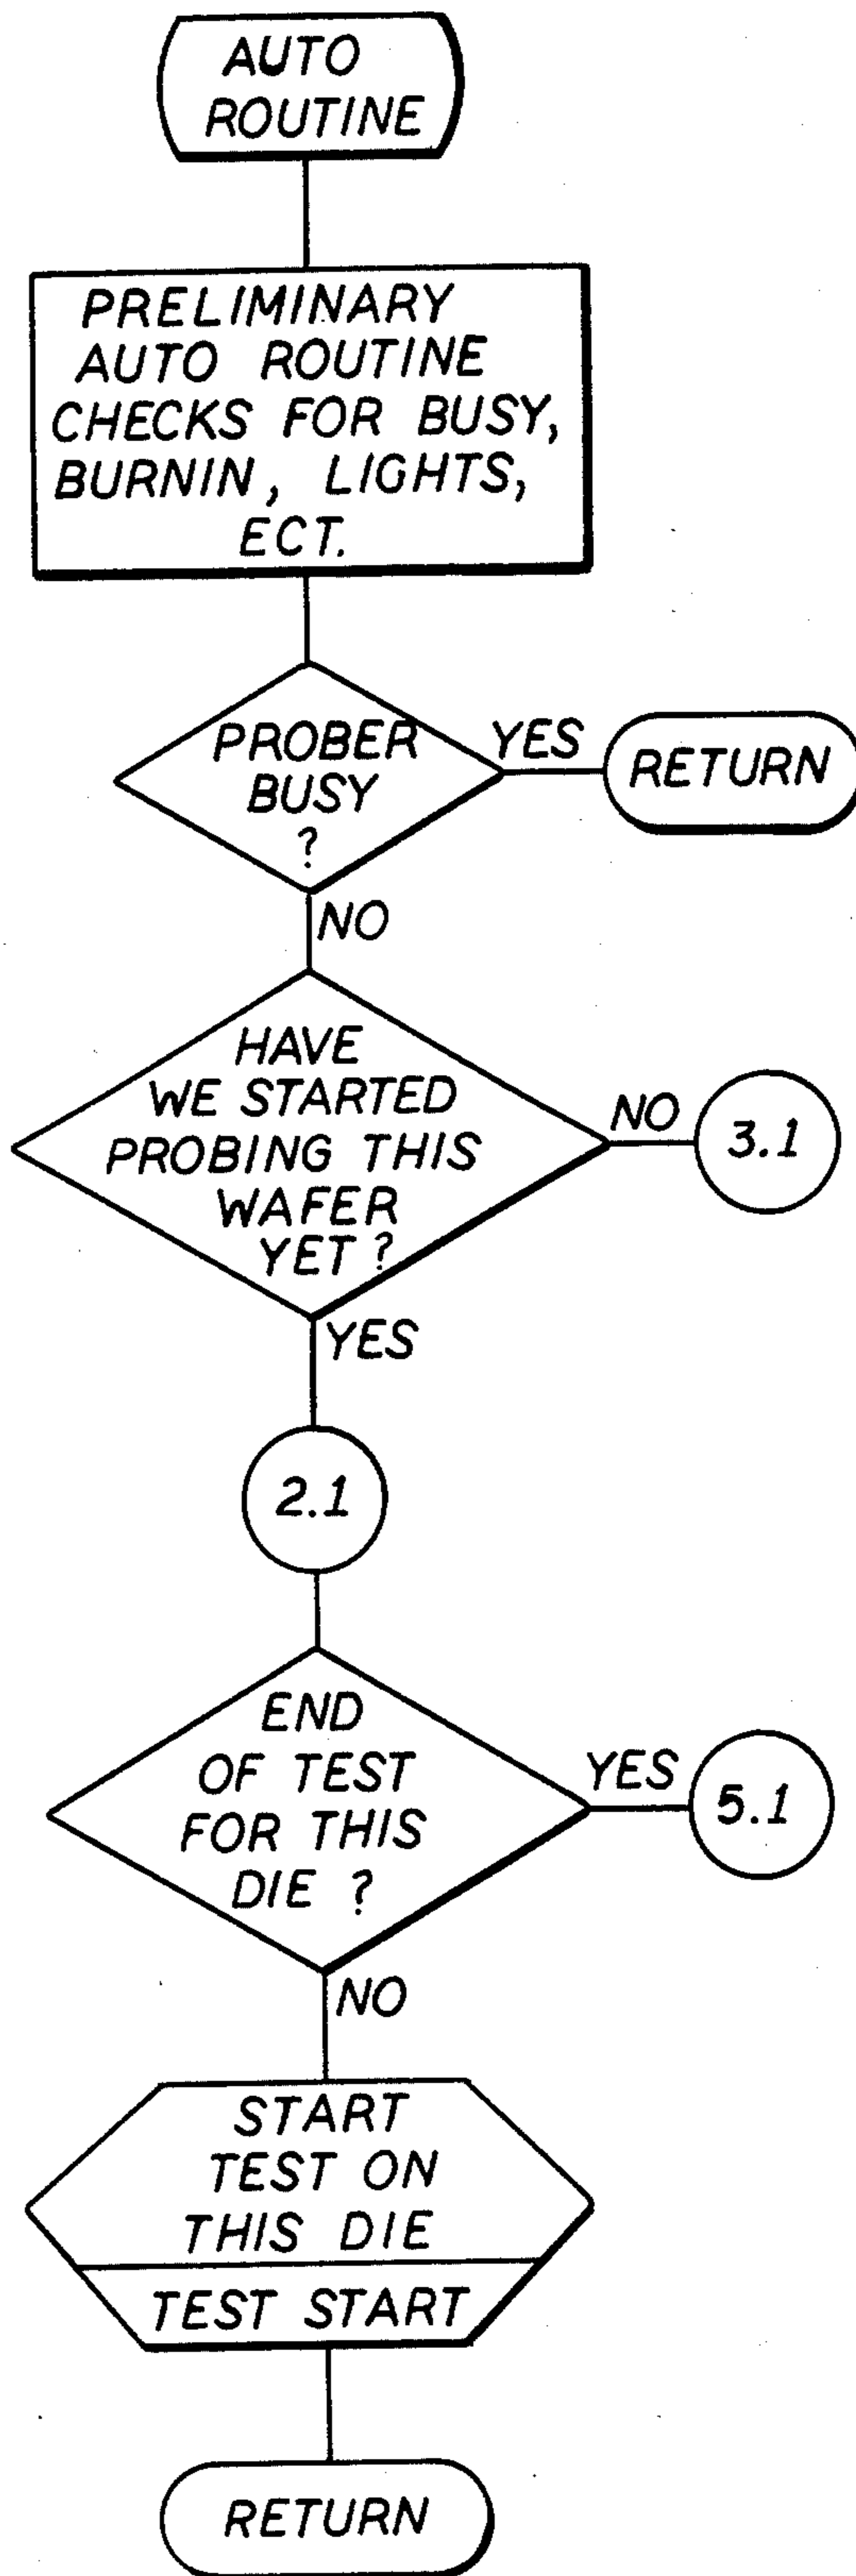 AUTO
ROUTINE
PRELIMINARY
AUTO ROUTINE
CHECKS FOR BUSY,
BURNIN, LIGHTS,
ECT.
PROBER
BUSY
?
YES
RETURN
NO
HAVE
WE STARTED
PROBING THIS
WAFER
YET ?
NO
3.1
YES
2.1
END
OF TEST
FOR THIS
DIE ?
YES
5.1
NO
START
TEST ON
THIS DIE
TEST START
RETURN